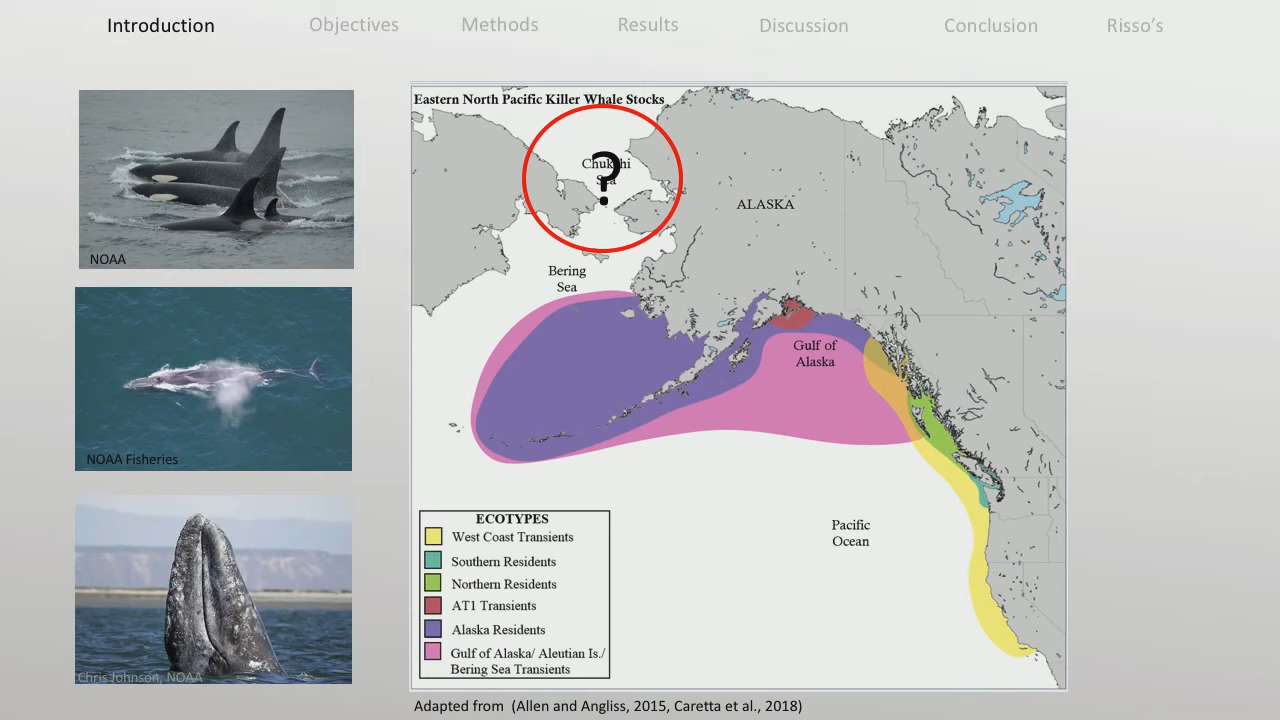 Introduction
Objectives
Methods
Results
Discussion
Conclusion
Risso’s
NOAA
NOAA Fisheries
Chris Johnson, NOAA
Eastern North Pacific Killer Whale Stocks
Chukchi
Sea
?
ALASKA
Bering
Sea
Gulf of
Alaska
Pacific
Ocean
ECOTYPES
West Coast Transients
Southern Residents
Northern Residents
AT1 Transients
Alaska Residents
Gulf of Alaska/ Aleutian Is./
Bering Sea Transients
Adapted from (Allen and Angliss, 2015, Caretta et al., 2018)